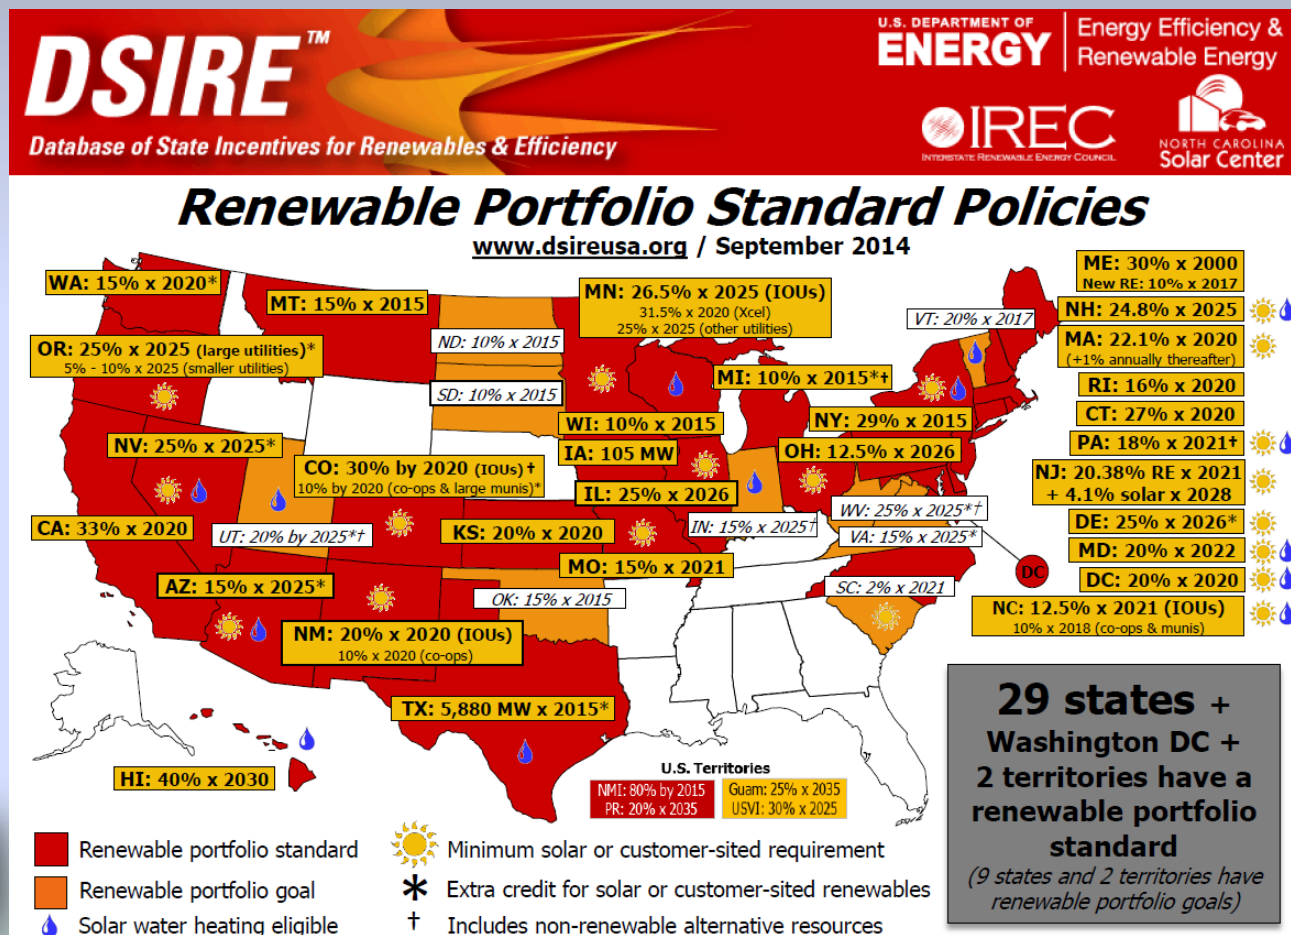 DSIRE™
Database of State Incentives for Renewables & Efficiency
U.S. DEPARTMENT OF
ENERGY
Energy Efficiency &
Renewable Energy
IREC
INTERSTATE RENEWABLE ENERGY COUNCIL
NORTH CAROLINA
Solar Center
Renewable Portfolio Standard Policies
www.dsireusa.org / September 2014
WA: 15% x 2020*
MT: 15% x 2015
MN: 26.5% x 2025 (IOUs)
31.5% x 2020 (Xcel)
25% x 2025 (other utilities)
ND: 10% x 2015
VT: 20% x 2017
ME: 30% x 2000
New RE: 10% x 2017
NH: 24.8% x 2025
MA: 22.1% x 2020
(+1% annually thereafter)
RI: 16% x 2020
CT: 27% x 2020
PA: 18% x 2021†
NJ: 20.38% RE x 2021
+ 4.1% solar x 2028
DE: 25% x 2026*
MD: 20% x 2022
DC: 20% x 2020
NC: 12.5% x 2021 (IOUs)
10% x 2018 (co-ops & munis)
OR: 25% x 2025 (large utilities)*
5% - 10% x 2025 (smaller utilities)
SD: 10% x 2015
MI: 10% x 2015*†
WI: 10% x 2015
NY: 29% x 2015
NV: 25% x 2025*
CO: 30% by 2020 (IOUs) †
10% by 2020 (co-ops & large munis)*
IA: 105 MW
OH: 12.5% x 2026
IL: 25% x 2026
CA: 33% x 2020
UT: 20% by 2025*†
KS: 20% x 2020
IN: 15% x 2025†
WV: 25% x 2025*†
VA: 15% x 2025*
MO: 15% x 2021
DC
AZ: 15% x 2025*
OK: 15% x 2015
SC: 2% x 2021
NM: 20% x 2020 (IOUs)
10% x 2020 (co-ops)
TX: 5,880 MW x 2015*
HI: 40% x 2030
U.S. Territories
NMI: 80% by 2015
PR: 20% x 2035
Guam: 25% x 2035
USVI: 30% x 2025
29 states +
Washington DC +
2 territories have a
renewable portfolio
standard
(9 states and 2 territories have
renewable portfolio goals)
Renewable portfolio standard
Renewable portfolio goal
Solar water heating eligible
Minimum solar or customer-sited requirement
* Extra credit for solar or customer-sited renewables
† Includes non-renewable alternative resources